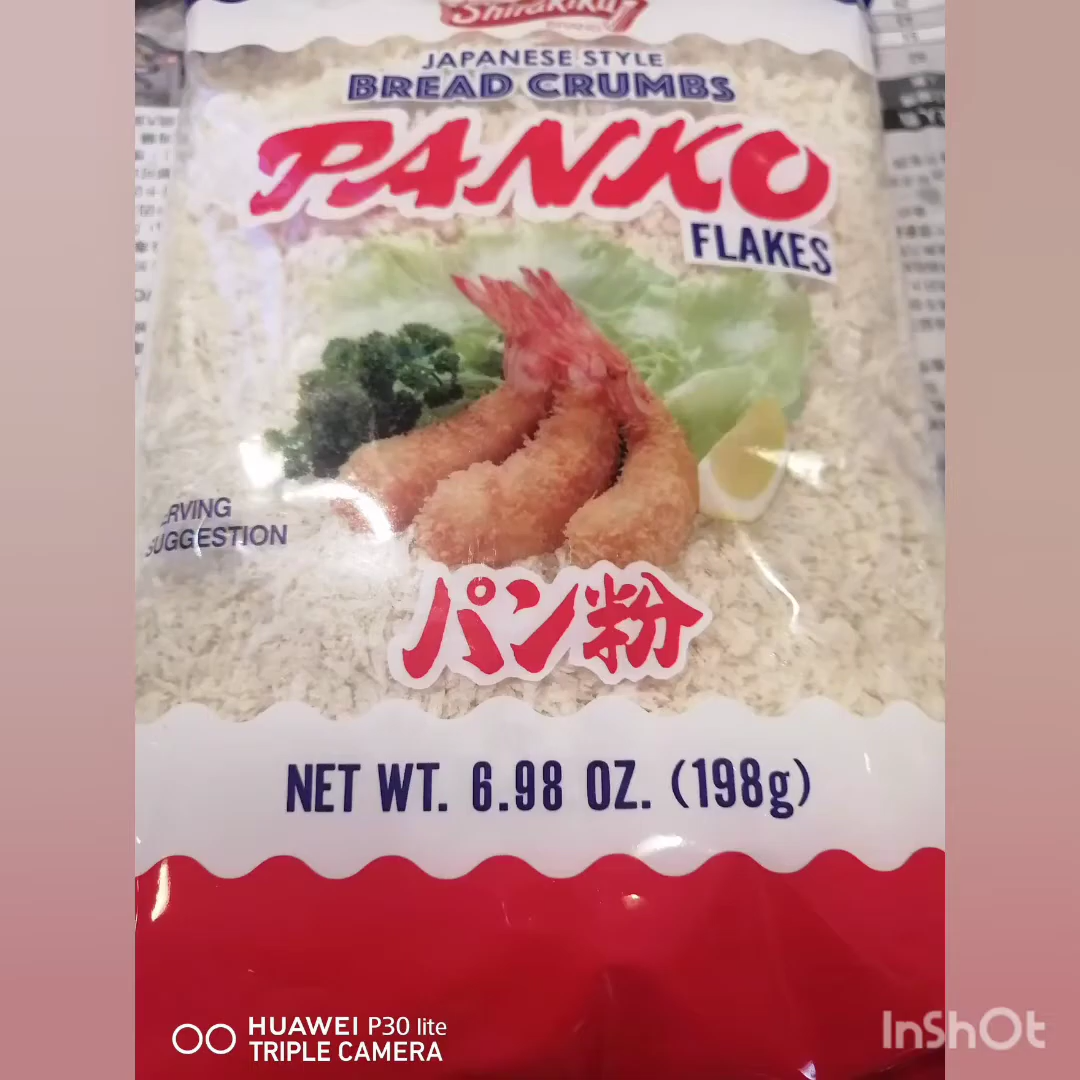 Shirakiku
JAPANESE STYLE
BREAD CRUMBS
PANKO
FLAKES
SUGGESTION
パン粉
NET WT. 6.98 OZ. (198g)
HUAWEI P30 lite
TRIPLE CAMERA
InShOt